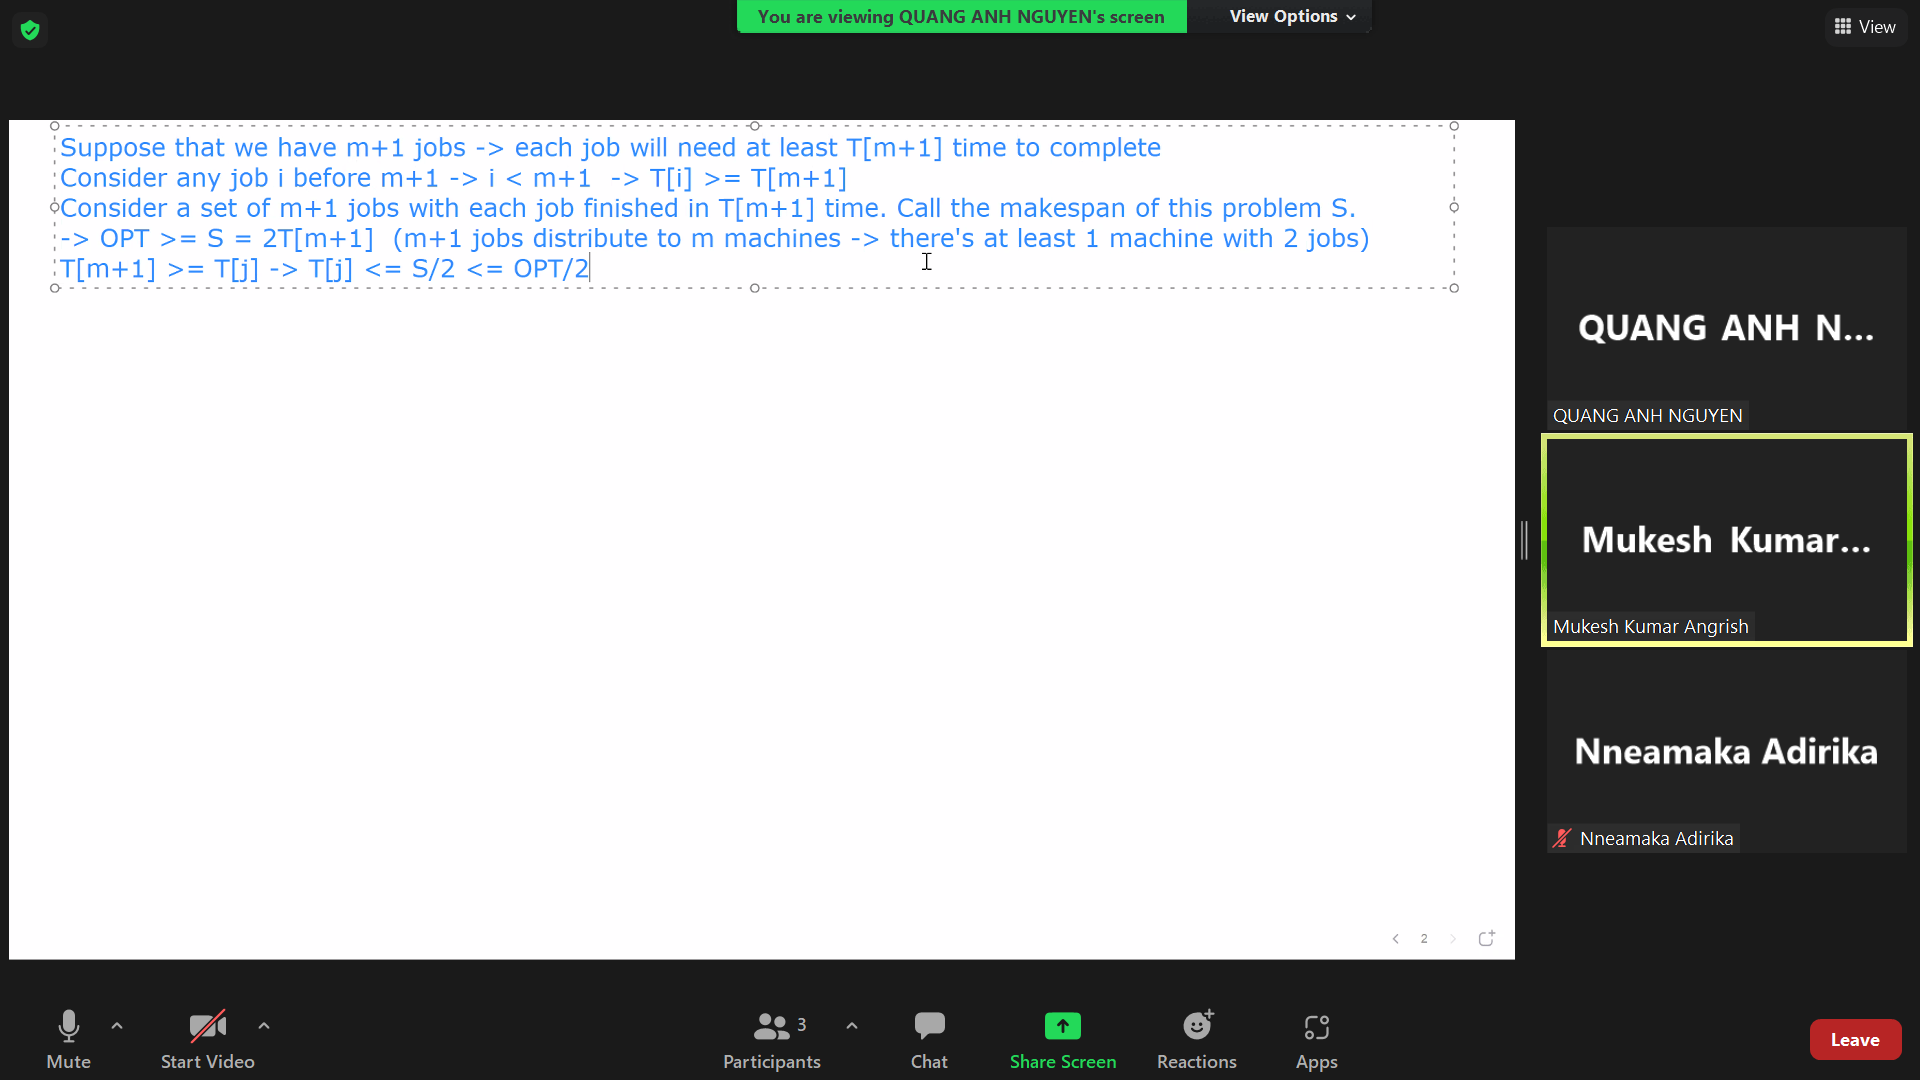 You are viewing QUANG ANH NGUYEN's screen
View Options
View
Suppose that we have m+1 jobs -> each job will need at least T[m+1] time to complete
Consider any job i before m+1 -> i < m+1  -> T[i] >= T[m+1]
Consider a set of m+1 jobs with each job finished in T[m+1] time. Call the makespan of this problem S.
-> OPT >= S = 2T[m+1]  (m+1 jobs distribute to m machines -> there's at least 1 machine with 2 jobs)
T[m+1] >= T[j] -> T[j] <= S/2 <= OPT/2
2
QUANG ANH N...
QUANG ANH NGUYEN
Mukesh Kumar...
Mukesh Kumar Angrish
Nneamaka Adirika
Nneamaka Adirika
Mute
Start Video
3
Participants
Chat
Share Screen
Reactions
Apps
Leave